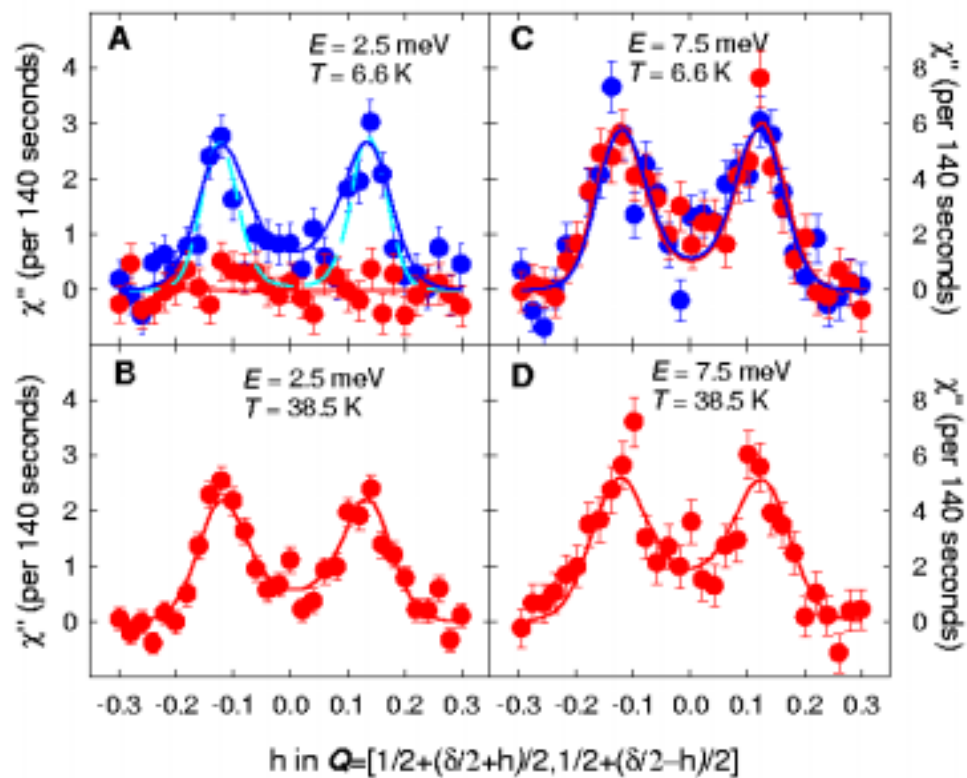 A
E = 2.5 meV
T = 6.6 K
C
E = 7.5 meV
T = 6.6 K
χ'' (per 140 seconds)
4
3
2
1
0
8
6
4
2
0
χ'' (per 140 seconds)
B
E = 2.5 meV
T = 38.5 K
D
E = 7.5 meV
T = 38.5 K
χ'' (per 140 seconds)
4
3
2
1
0
8
6
4
2
0
χ'' (per 140 seconds)
-0.3 -0.2 -0.1 0.0 0.1 0.2 0.3 -0.3 -0.2 -0.1 0.0 0.1 0.2 0.3
h in Q=[1/2+(δ/2+h)/2,1/2+(δ/2−h)/2]